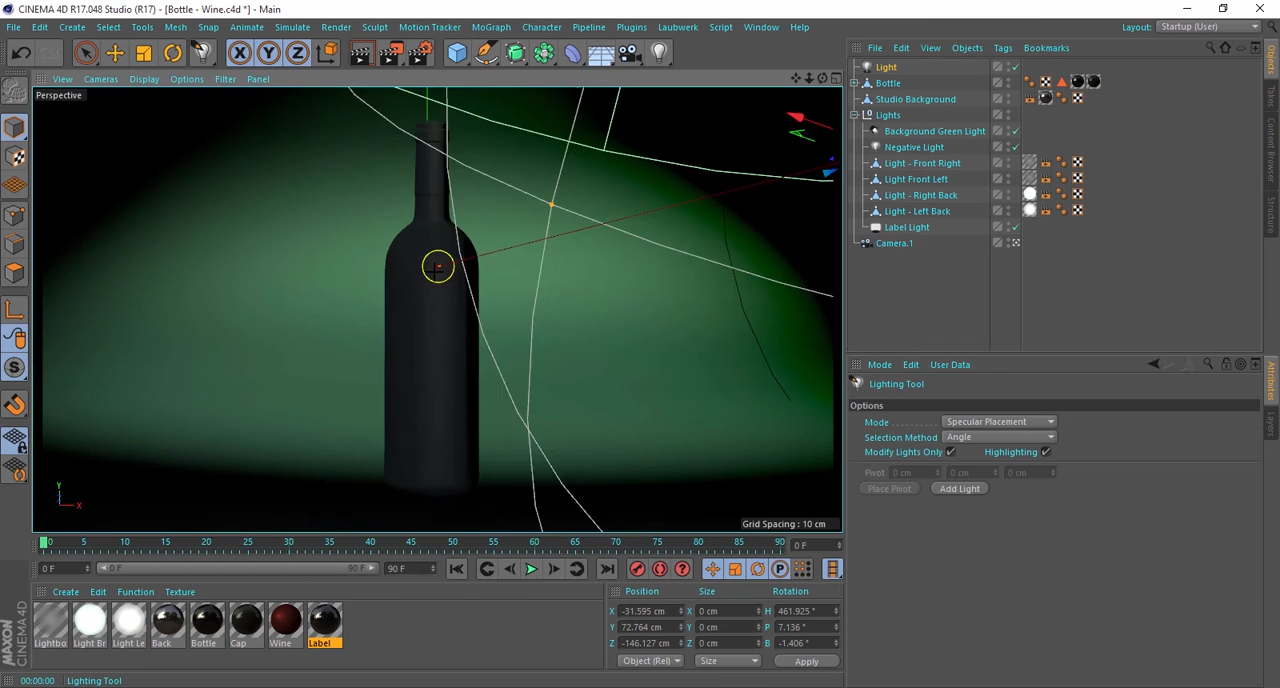 CINEMA 4D R17.048 Studio (R17) - [Bottle - Wine.c4d *] - Main
File Edit Create Select Tools Mesh Snap Animate Simulate Render Sculpt Motion Tracker MoGraph Character Pipeline Plugins Laubwerk Script Window Help
Layout: Startup (User)
X Y Z
File Edit View Objects Tags Bookmarks
View Cameras Display Options Filter Panel
Perspective
Light
Bottle
Studio Background
Lights
Background Green Light
Negative Light
Light - Front Right
Light Front Left
Light - Right Back
Light - Left Back
Label Light
Camera.1
Objects
Takes
Content Browser
Structure
Mode Edit User Data
Lighting Tool
Options
Mode Specular Placement
Selection Method Angle
Modify Lights Only Highlighting
Pivot 0 cm 0 cm 0 cm
Place Pivot Add Light
Attributes
Layers
Y
X
Grid Spacing : 10 cm
0 5 10 15 20 25 30 35 40 45 50 55 60 65 70 75 80 85 90 0 F
0 F 0 F 90 F 90 F
P
S
Create Edit Function Texture
Lightbo Light Br Light Le Back Bottle Cap Wine Label
Position Size Rotation
X -31.595 cm X 0 cm H 461.925 °
Y 72.764 cm Y 0 cm P 7.136 °
Z -146.127 cm Z 0 cm B -1.406 °
Object (Rel) Size Apply
MAXON
CINEMA 4D
00:00:00 Lighting Tool